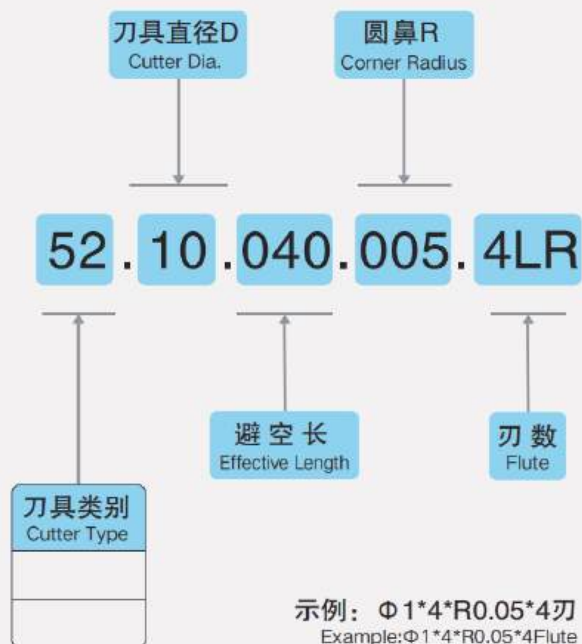 刀具直径D
Cutter Dia.
圆鼻R
Corner Radius
52.10.040.005.4LR
避空长
Effective Length
刃数
Flute
刀具类别
Cutter Type
示例：Φ1*4*R0.05*4刃
Example:Φ1*4*R0.05*4Flute